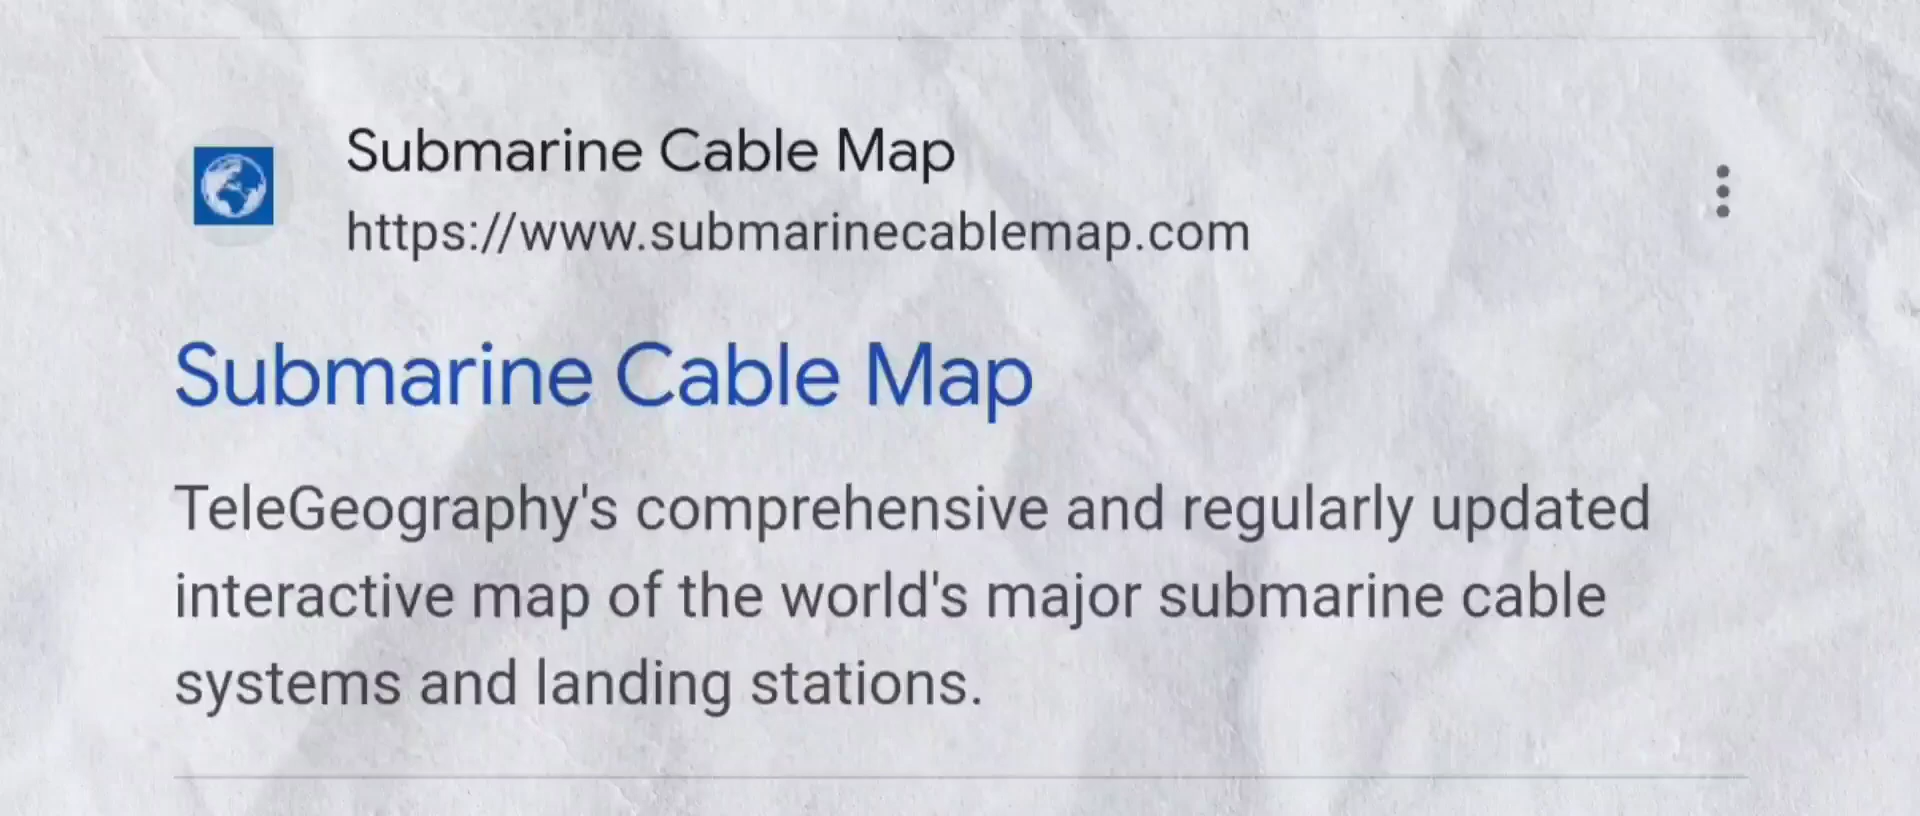 Submarine Cable Map
https://www.submarinecablemap.com
Submarine Cable Map
TeleGeography's comprehensive and regularly updated
interactive map of the world's major submarine cable
systems and landing stations.